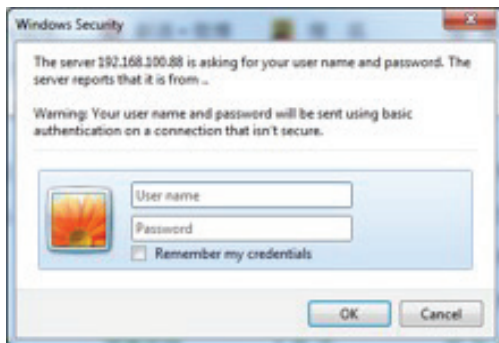 Windows Security
The server 192.168.100.88 is asking for your user name and password. The
server reports that it is from ..
Warning: Your user name and password will be sent using basic
authentication on a connection that isn't secure.
User name
Password
Remember my credentials
OK
Cancel